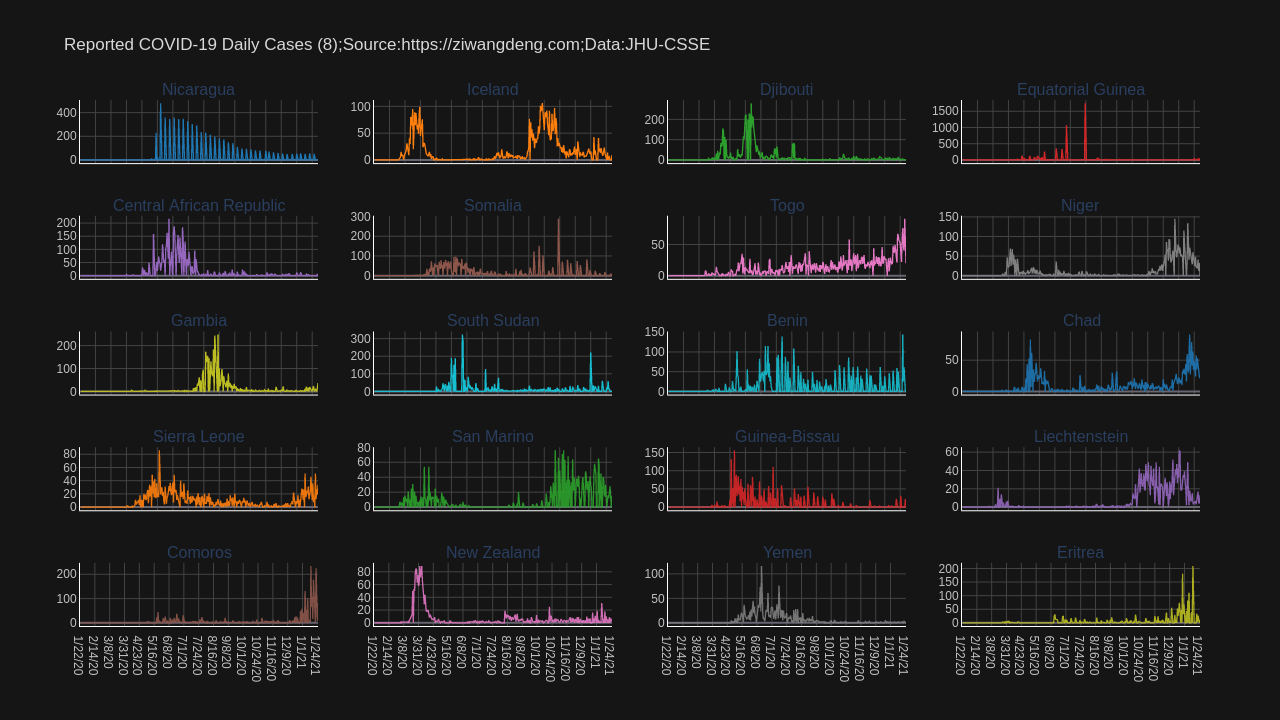 Reported COVID-19 Daily Cases (8);Source:https://ziwangdeng.com;Data:JHU-CSSE
Nicaragua Iceland Djibouti Equatorial Guinea
400 200 0
100 50 0
200 100 0
1500 1000 500 0
Central African Republic Somalia Togo Niger
200 150 100 50 0
300 200 100 0
50 0
150 100 50 0
Gambia South Sudan Benin Chad
200 100 0
300 200 100 0
150 100 50 0
50 0
Sierra Leone San Marino Guinea-Bissau Liechtenstein
80 60 40 20 0
80 60 40 20 0
150 100 50 0
60 40 20 0
Comoros New Zealand Yemen Eritrea
200 100 0
80 60 40 20 0
100 50 0
200 150 100 50 0
1/22/20 2/14/20 3/8/20 3/31/20 4/23/20 5/16/20 6/8/20 7/1/20 7/24/20 8/16/20 9/8/20 10/1/20 10/24/20 11/16/20 12/9/20 1/1/21 1/24/21
1/22/20 2/14/20 3/8/20 3/31/20 4/23/20 5/16/20 6/8/20 7/1/20 7/24/20 8/16/20 9/8/20 10/1/20 10/24/20 11/16/20 12/9/20 1/1/21 1/24/21
1/22/20 2/14/20 3/8/20 3/31/20 4/23/20 5/16/20 6/8/20 7/1/20 7/24/20 8/16/20 9/8/20 10/1/20 10/24/20 11/16/20 12/9/20 1/1/21 1/24/21
1/22/20 2/14/20 3/8/20 3/31/20 4/23/20 5/16/20 6/8/20 7/1/20 7/24/20 8/16/20 9/8/20 10/1/20 10/24/20 11/16/20 12/9/20 1/1/21 1/24/21